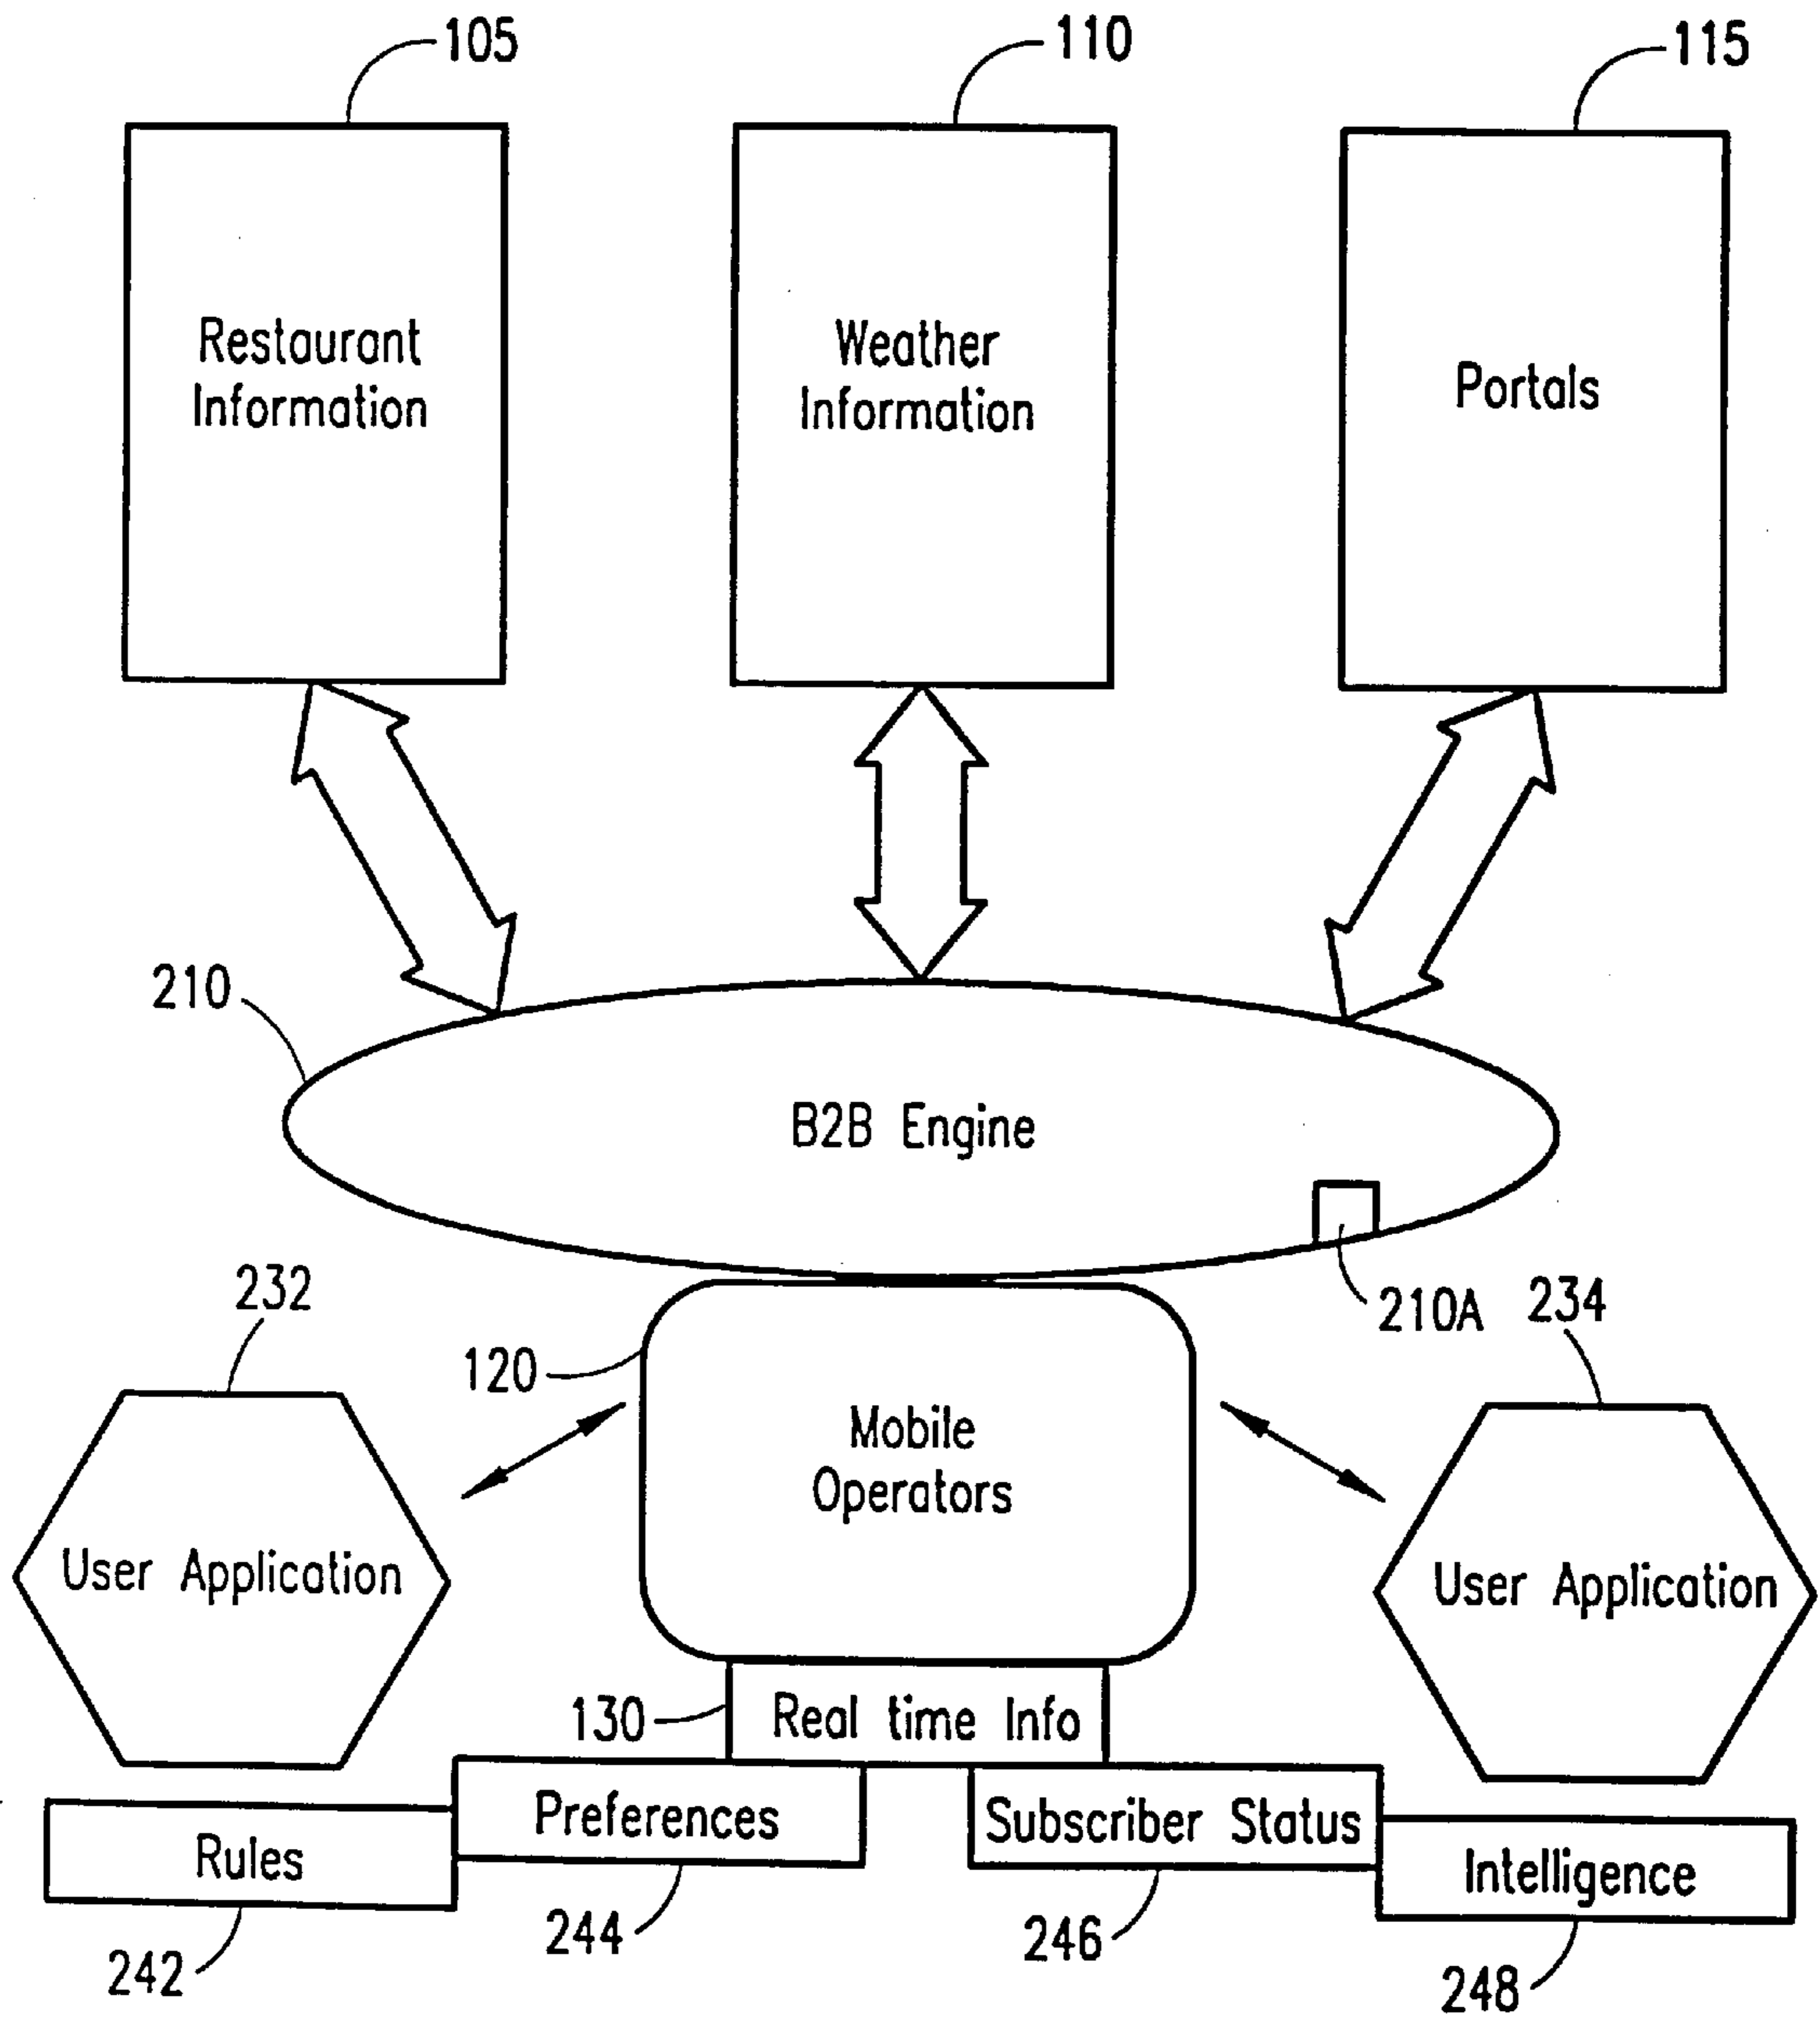 105
110
115
Restaurant
Information
Weather
Information
Portals
210
B2B Engine
210A
232
234
120
Mobile
Operators
User Application
User Application
130
Real time Info
Preferences
Subscriber Status
Rules
Intelligence
244
246
242
248